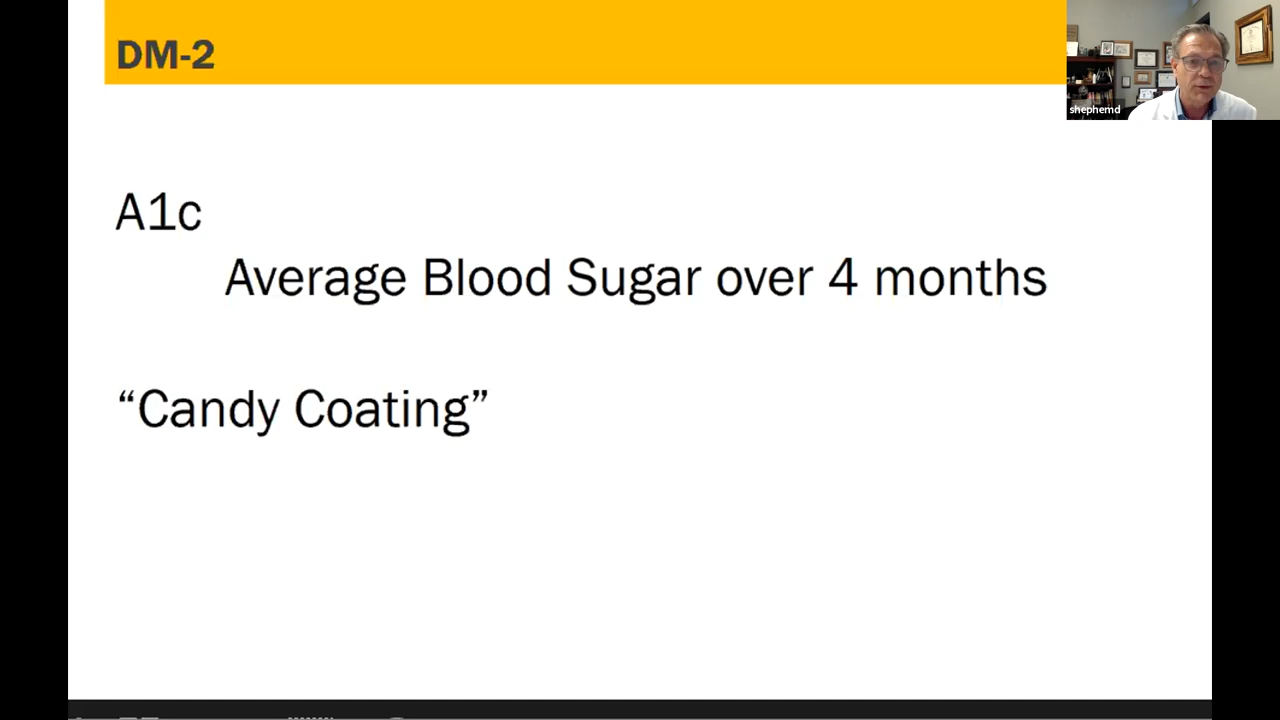 DM-2
shephemd
A1c
Average Blood Sugar over 4 months
“Candy Coating”